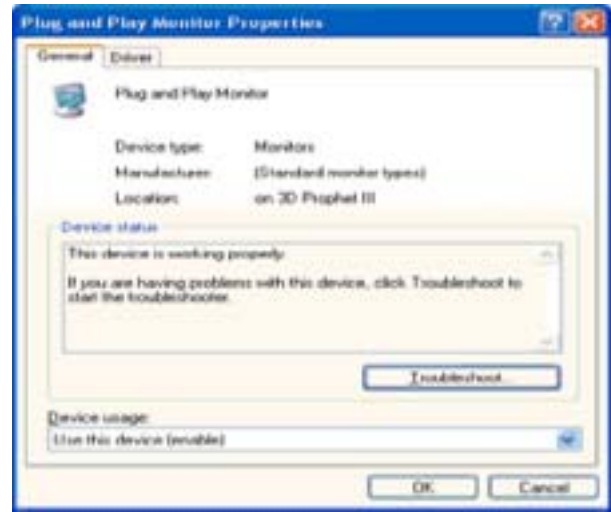 Plug and Play Monitor Properties
General Driver
Plug and Play Monitor
Device type: Monitors
Manufacturer: (Standard monitor types)
Location: on 3D Prophet III
Device status
This device is working properly.
If you are having problems with this device, click Troubleshoot to
start the troubleshooter.
Troubleshoot...
Device usage:
Use this device (enable)
OK Cancel